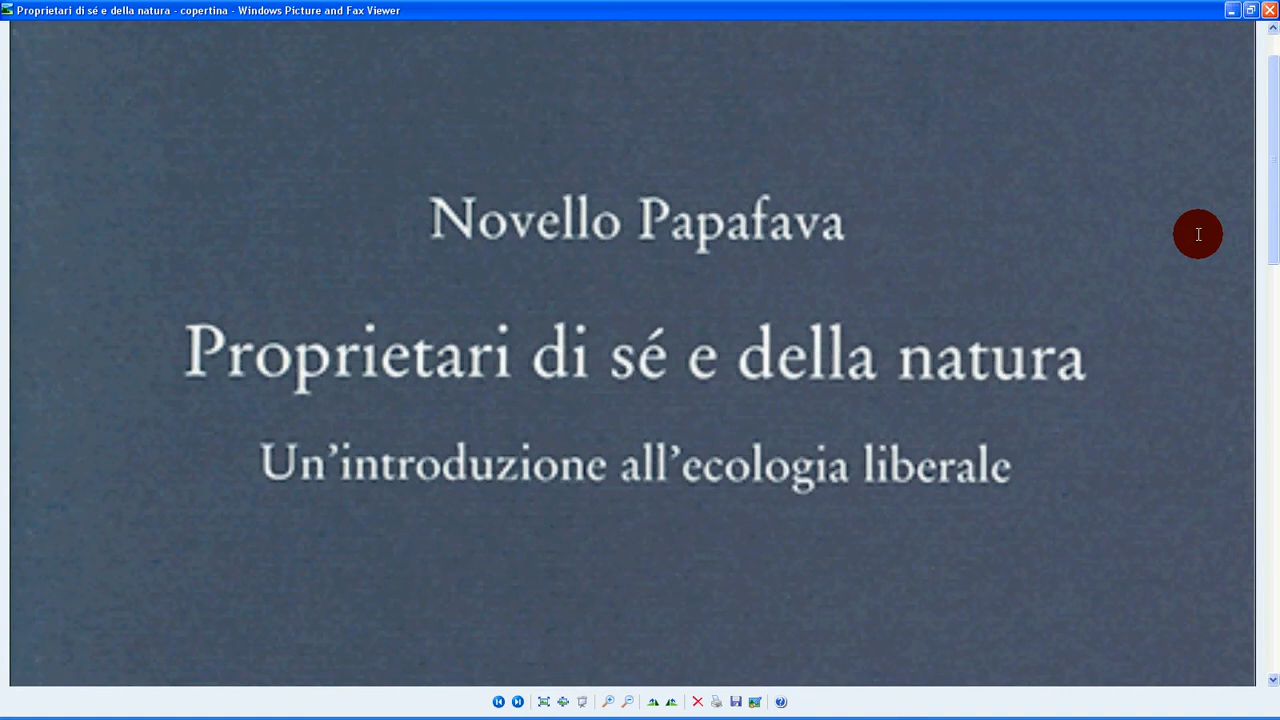 Proprietari di sé e della natura - copertina - Windows Picture and Fax Viewer
Novello Papafava
Proprietari di sé e della natura
Un’introduzione all’ecologia liberale